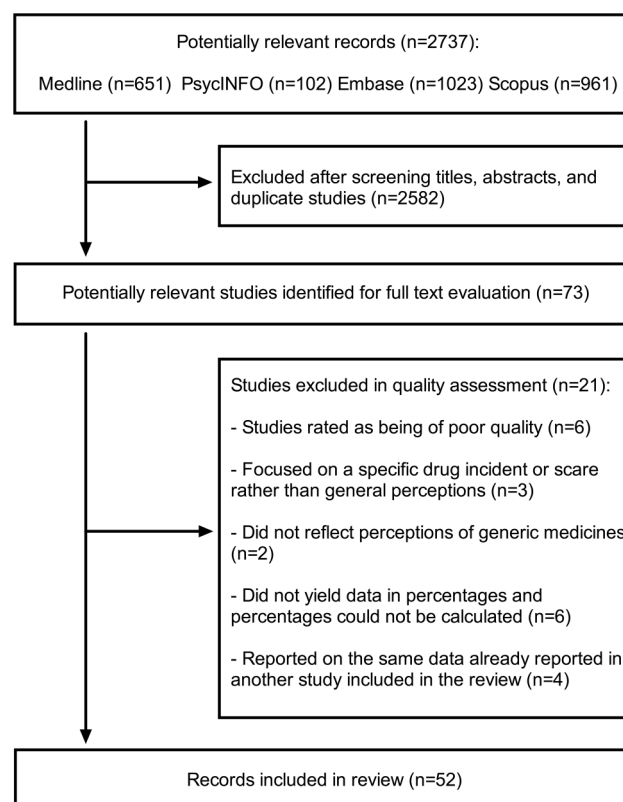 Potentially relevant records (n=2737):
Medline (n=651)  PsycINFO (n=102) Embase (n=1023) Scopus (n=961)
Excluded after screening titles, abstracts, and
duplicate studies (n=2582)
Potentially relevant studies identified for full text evaluation (n=73)
Studies excluded in quality assessment (n=21):
- Studies rated as being of poor quality (n=6)
- Focused on a specific drug incident or scare
rather than general perceptions (n=3)
- Did not reflect perceptions of generic medicines
(n=2)
- Did not yield data in percentages and
percentages could not be calculated (n=6)
- Reported on the same data already reported in
another study included in the review (n=4)
Records included in review (n=52)